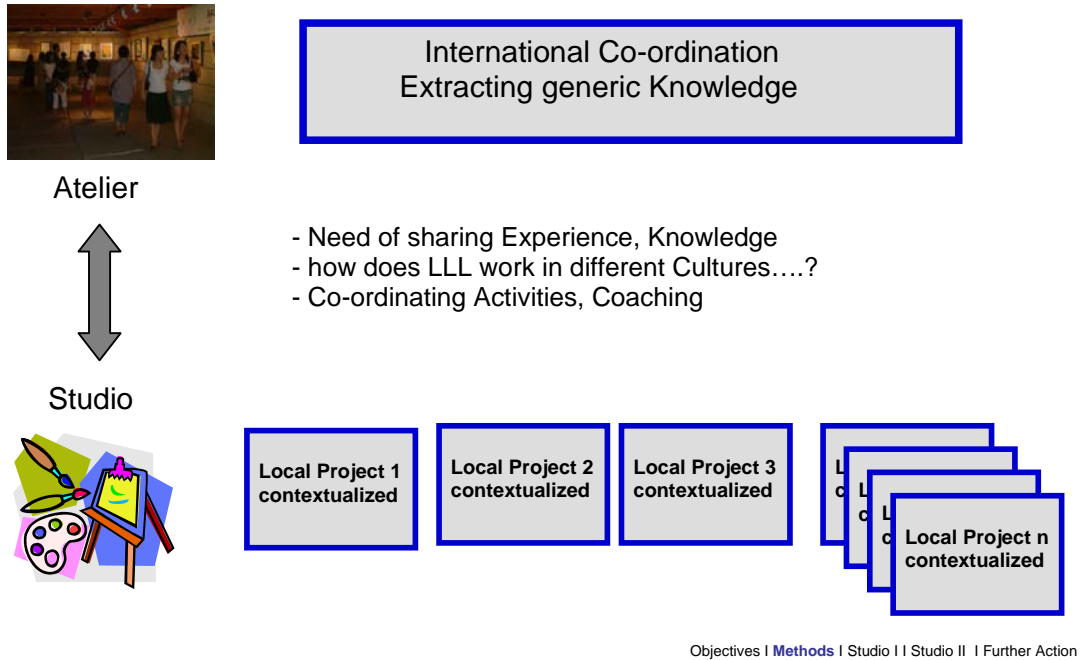 International Co-ordination
Extracting generic Knowledge
Atelier
- Need of sharing Experience, Knowledge
- how does LLL work in different Cultures….?
- Co-ordinating Activities, Coaching
Studio
Local Project 1
contextualized
Local Project 2
contextualized
Local Project 3
contextualized
L
c
L
c
L
c
Local Project n
contextualized
Objectives I Methods I Studio I I Studio II I Further Action